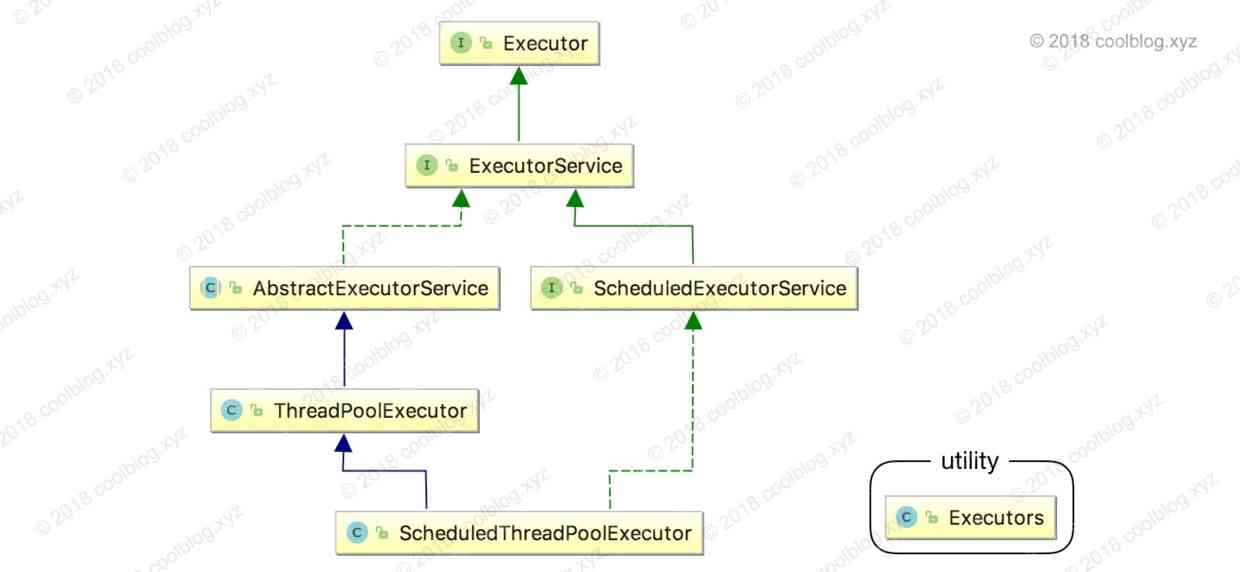 Executor
© 2018 coolblog.xyz
ExecutorService
AbstractExecutorService
ScheduledExecutorService
ThreadPoolExecutor
utility
Executors
ScheduledThreadPoolExecutor